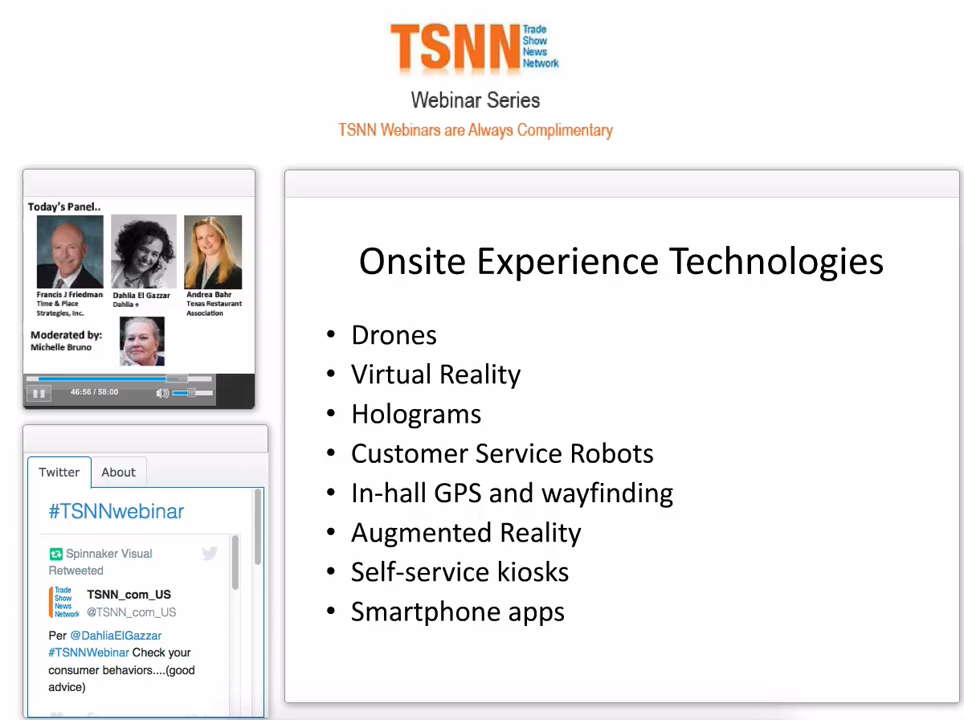 TSNN
Trade
Show
News
Network
Webinar Series
TSNN Webinars are Always Complimentary
Today's Panel..
Francis J Friedman
Time & Place
Strategies, Inc.
Dahlia El Gazzar
Dahlia +
Andrea Bahr
Texas Restaurant
Association
Moderated by:
Michelle Bruno
46:56 / 58:00
Twitter
About
#TSNNwebinar
Spinnaker Visual
Retweeted
Trade
Show
News
Network
TSNN_com_US
@TSNN_com_US
Per @DahliaElGazzar
#TSNNWebinar Check your
consumer behaviors....(good
advice)
Onsite Experience Technologies
• Drones
• Virtual Reality
• Holograms
• Customer Service Robots
• In-hall GPS and wayfinding
• Augmented Reality
• Self-service kiosks
• Smartphone apps